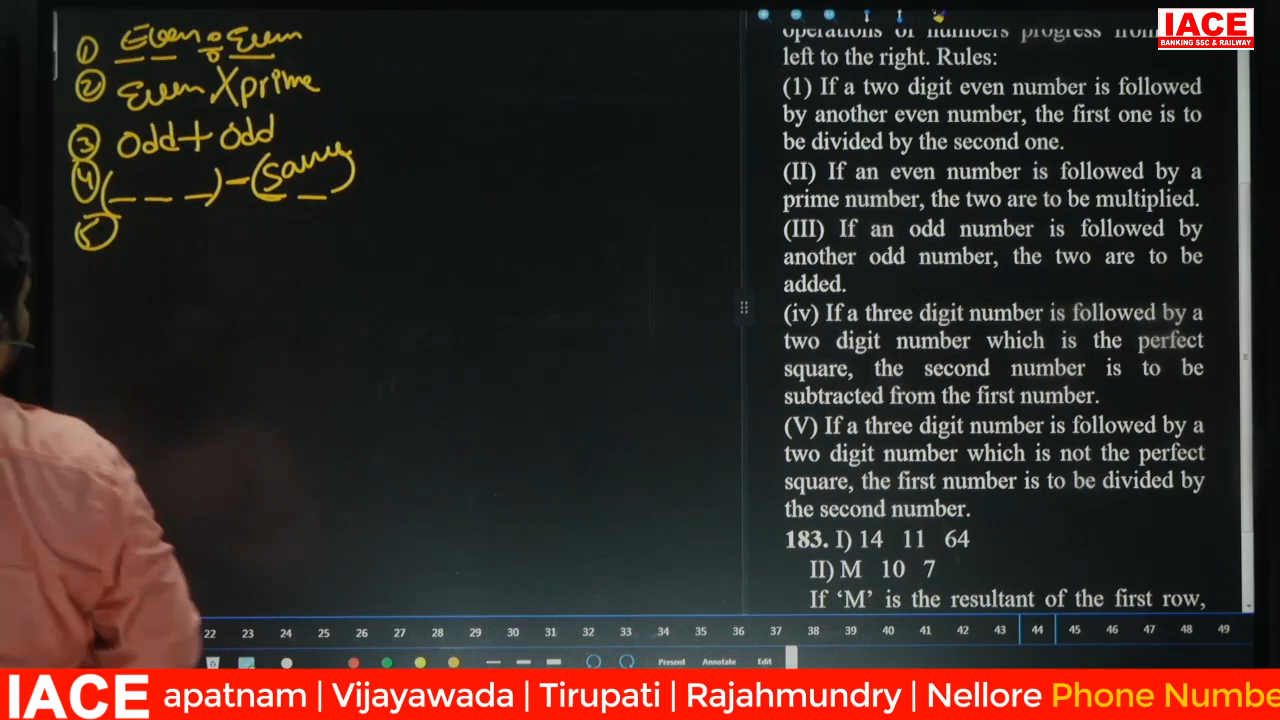 ① Even ÷ Even
② Even X prime
③ odd + odd
④ (_ _ _) - (Same
⑤
IACE
BANKING SSC & RAILWAY
operations of numbers progress from
left to the right. Rules:
(1) If a two digit even number is followed
by another even number, the first one is to
be divided by the second one.
(II) If an even number is followed by a
prime number, the two are to be multiplied.
(III) If an odd number is followed by
another odd number, the two are to be
added.
(iv) If a three digit number is followed by a
two digit number which is the perfect
square, the second number is to be
subtracted from the first number.
(V) If a three digit number is followed by a
two digit number which is not the perfect
square, the first number is to be divided by
the second number.
183. I) 14 11 64
II) M 10 7
If ‘M’ is the resultant of the first row,
22 23 24 25 26 27 28 29 30 31 32 33 34 35 36 37 38 39 40 41 42 43 44 45 46 47 48 49
Present Annotate Edit
IACE apatnam | Vijayawada | Tirupati | Rajahmundry | Nellore Phone Numbe